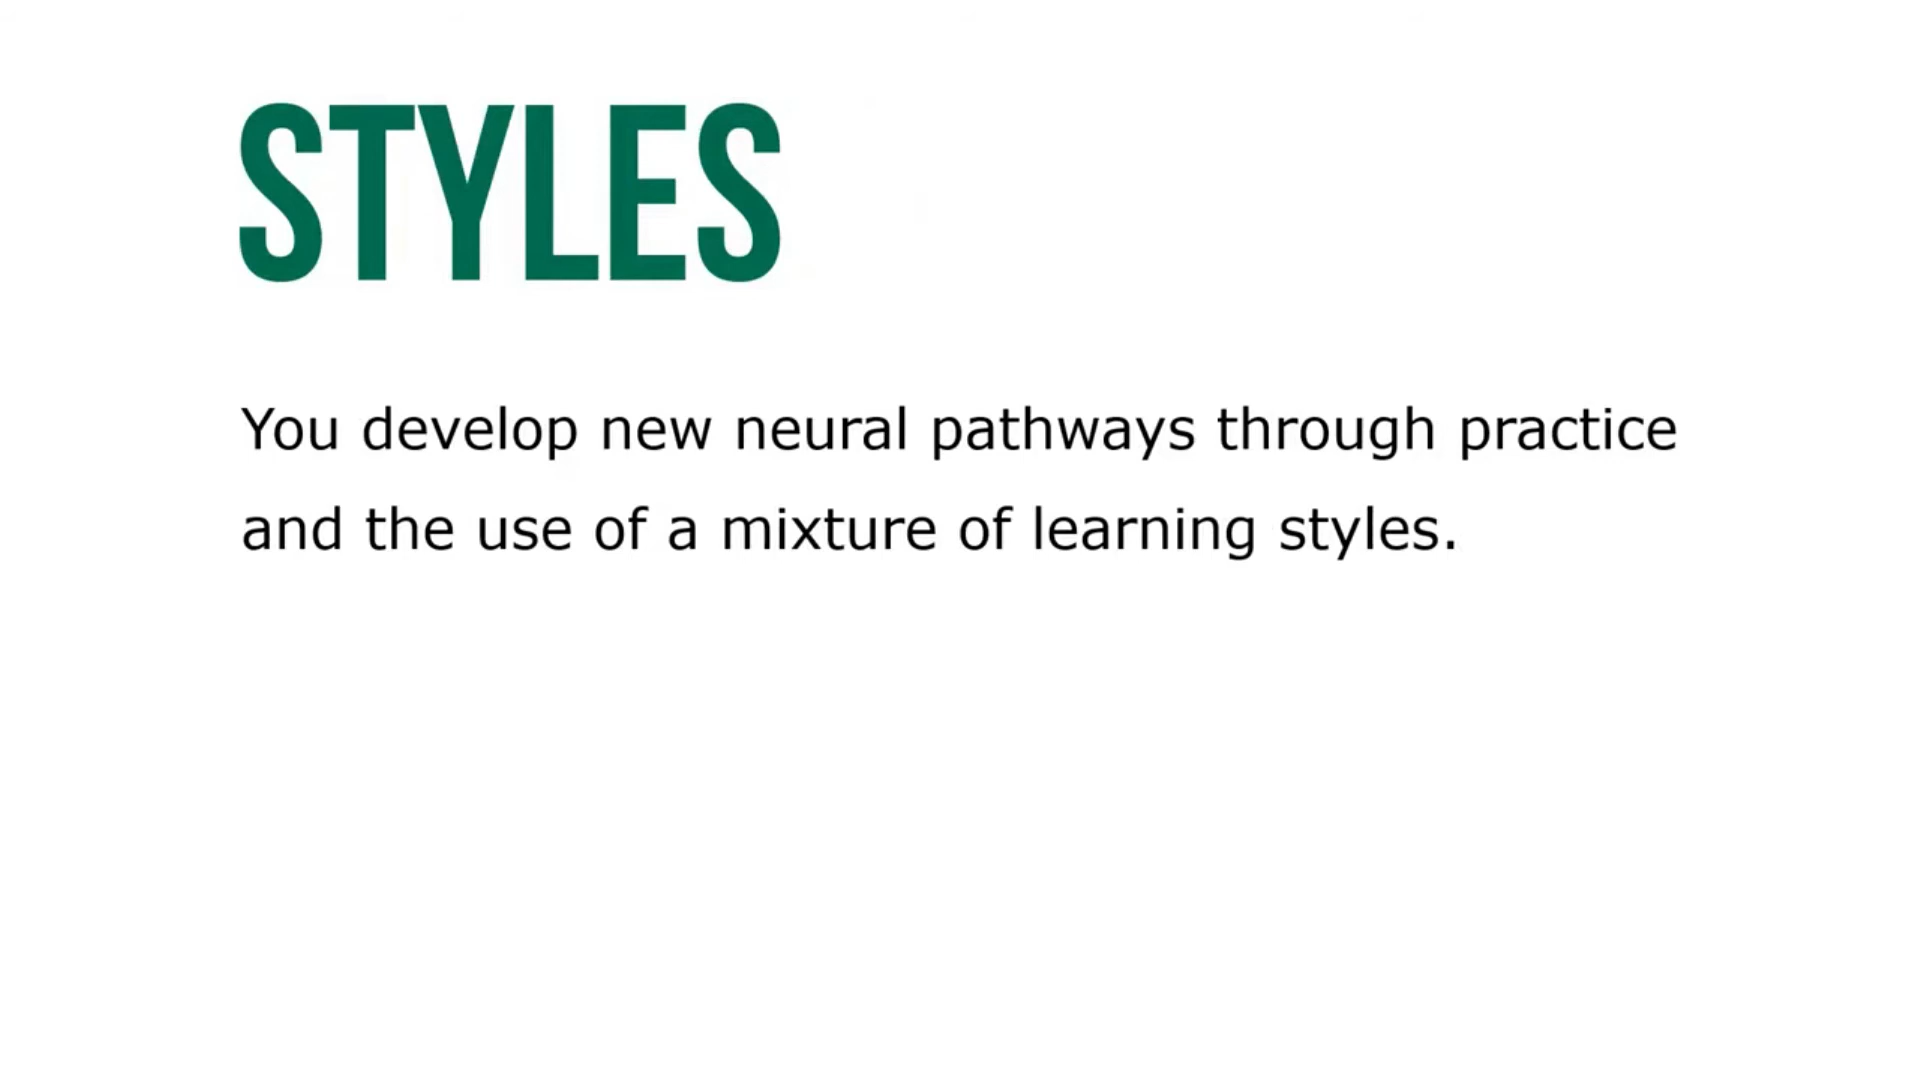 STYLES
You develop new neural pathways through practice
and the use of a mixture of learning styles.